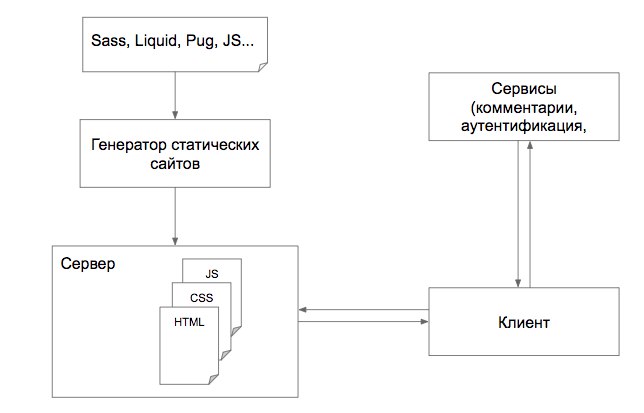 Sass, Liquid, Pug, JS...
Генератор статических
сайтов
Сервер
JS
CSS
HTML
Сервисы
(комментарии,
аутентификация,
Клиент